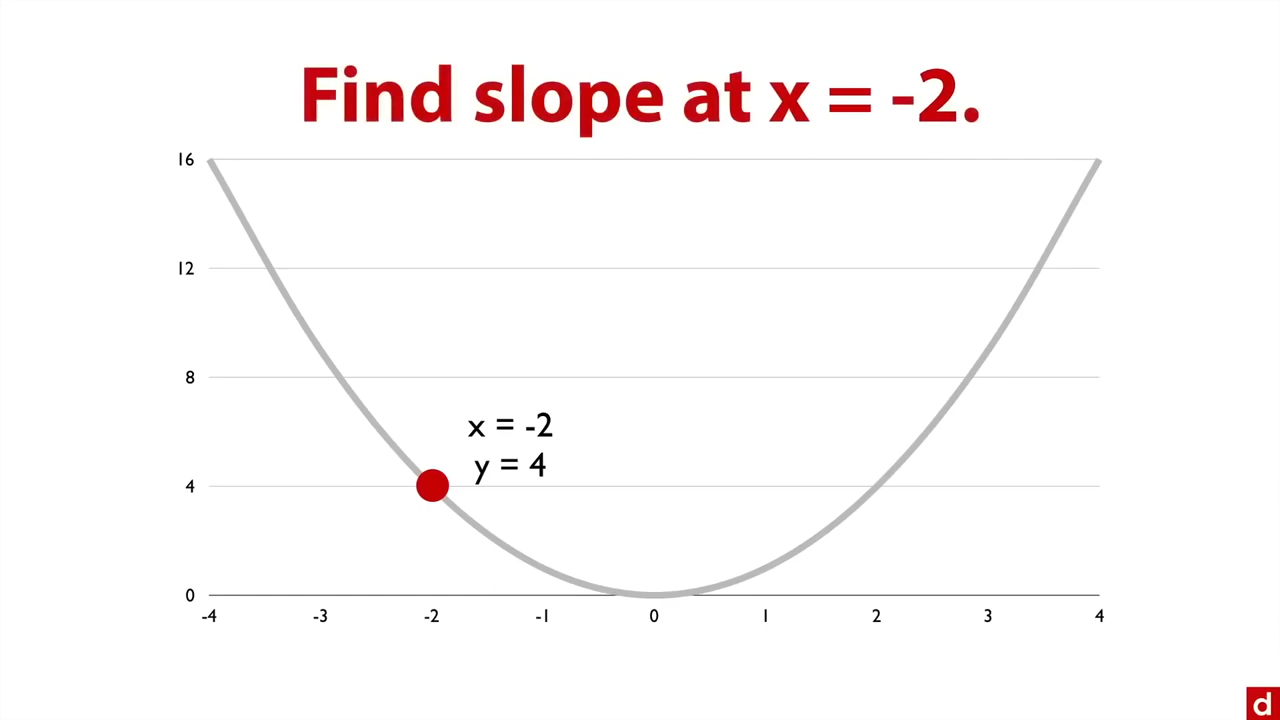 Find slope at x = -2.
16
12
8
x = -2
y = 4
4
0
-4 -3 -2 -1 0 1 2 3 4
d